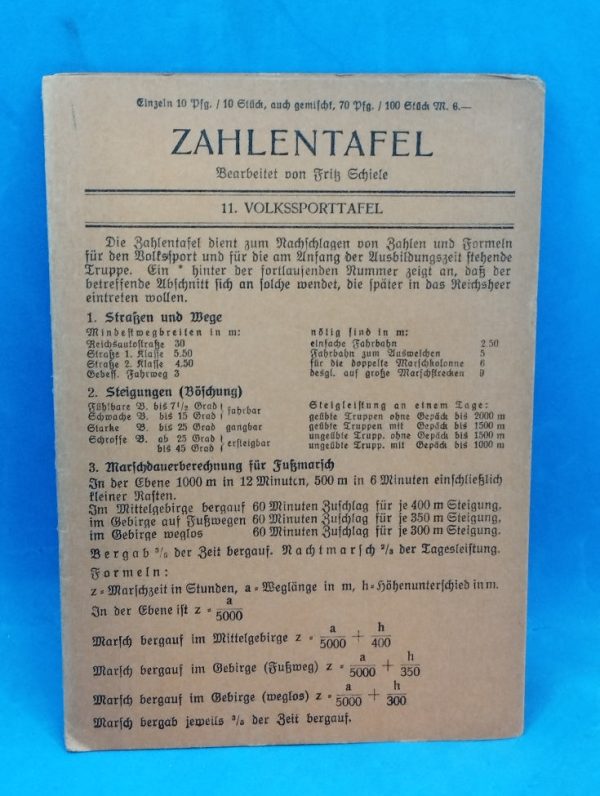 Einzeln 10 Pfg. / 10 Stück, auch gemischt, 70 Pfg. / 100 Stück M. 6.—
ZAHLENTAFEL
Bearbeitet von Fritz Schiele
11. VOLKSSPORTTAFEL
Die Zahlentafel dient zum Nachschlagen von Zahlen und Formeln
für den Volkssport und für die am Anfang der Ausbildungszeit stehende
Truppe. Ein * hinter der fortlaufenden Nummer zeigt an, daß der
betreffende Abschnitt sich an solche wendet, die später in das Reichsheer
eintreten wollen.
1. Straßen und Wege
Mindestwegbreiten in m:
Reichsautostraße 30
Straße 1. Klasse 5.50
Straße 2. Klasse 4.50
Gebess. Fahrweg 3
nötig sind in m:
einfache Fahrbahn 2.50
Fahrbahn zum Ausweichen 5
für die doppelte Marschkolonne 6
desgl. auf große Marschstrecken 9
2. Steigungen (Böschung)
Fühlbare B. bis 7½ Grad } fahrbar
Schwache B. bis 15 Grad
Starke B. bis 25 Grad gangbar
Schroffe B. ab 25 Grad } ersteigbar
bis 45 Grad
Steigleistung an einem Tage:
geübte Truppen ohne Gepäck bis 2000 m
geübte Truppen mit Gepäck bis 1500 m
ungeübte Trupp. ohne Gepäck bis 1500 m
ungeübte Trupp. mit Gepäck bis 1000 m
3. Marschdauerberechnung für Fußmarsch
In der Ebene 1000 m in 12 Minuten, 500 m in 6 Minuten einschließlich
kleiner Rasten.
Im Mittelgebirge bergauf 60 Minuten Zuschlag für je 400 m Steigung,
im Gebirge auf Fußwegen 60 Minuten Zuschlag für je 350 m Steigung,
im Gebirge weglos 60 Minuten Zuschlag für je 300 m Steigung.
Bergab der Zeit bergauf. Nachtmarsch ²/₃ der Tagesleistung.
Formeln:
z = Marschzeit in Stunden, a = Weglänge in m, h = Höhenunterschied in m.
In der Ebene ist z = a/5000
Marsch bergauf im Mittelgebirge z = a/5000 + h/400
Marsch bergauf im Gebirge (Fußweg) z = a/5000 + h/350
Marsch bergauf im Gebirge (weglos) z = a/5000 + h/300
Marsch bergab jeweils der Zeit bergauf.